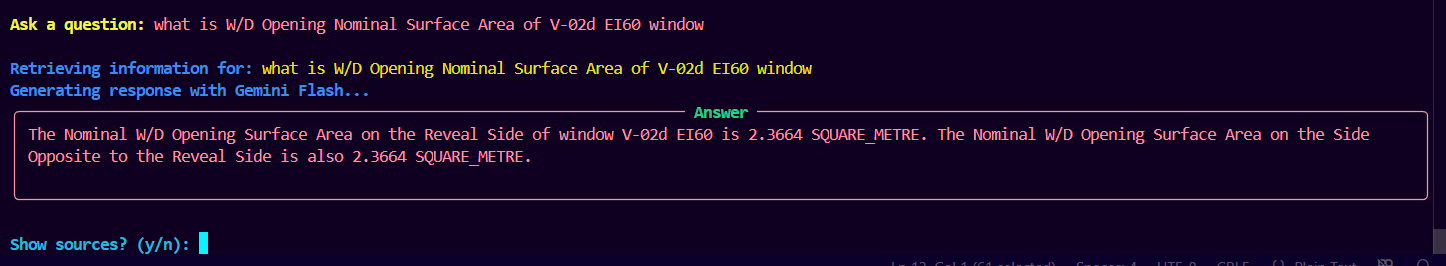 Ask a question: what is W/D Opening Nominal Surface Area of V-02d EI60 window
Retrieving information for: what is W/D Opening Nominal Surface Area of V-02d EI60 window
Generating response with Gemini Flash...
Answer
The Nominal W/D Opening Surface Area on the Reveal Side of window V-02d EI60 is 2.3664 SQUARE_METRE. The Nominal W/D Opening Surface Area on the Side
Opposite to the Reveal Side is also 2.3664 SQUARE_METRE.
Show sources? (y/n):